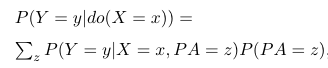 P(Y = y|do(X = x)) =
∑_z P(Y = y|X = x, PA = z)P(PA = z).